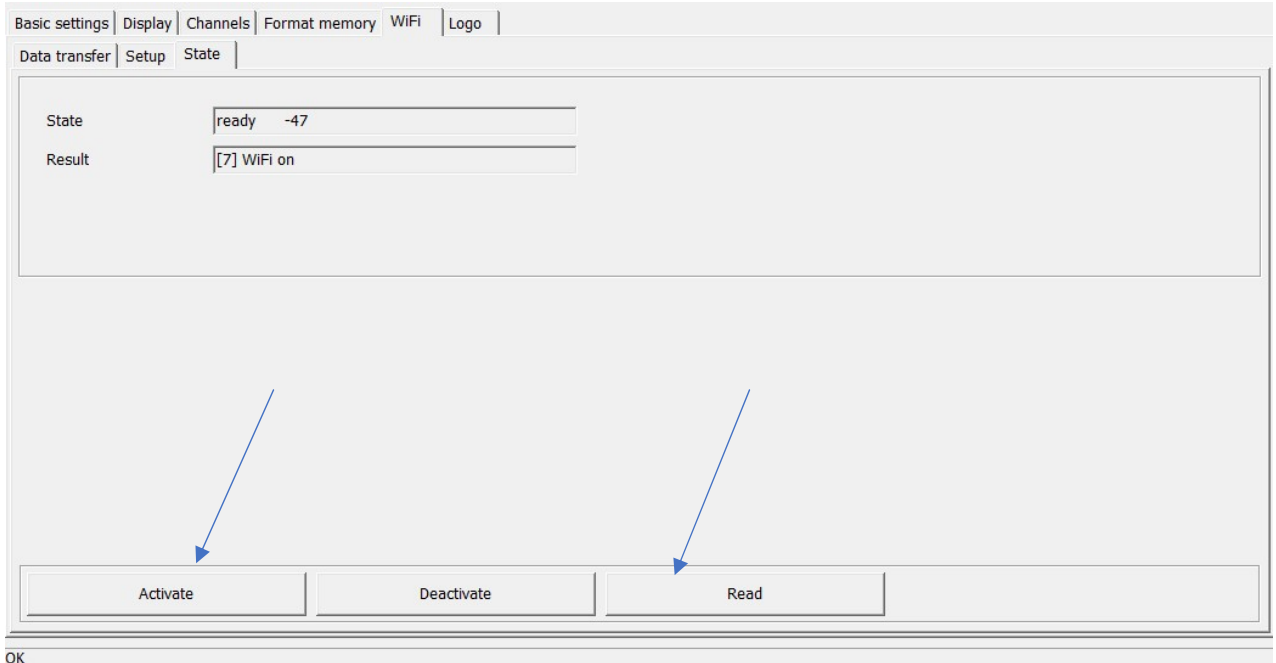 Basic settings Display Channels Format memory WiFi Logo
Data transfer Setup State
State ready -47
Result [7] WiFi on
Activate Deactivate Read
OK